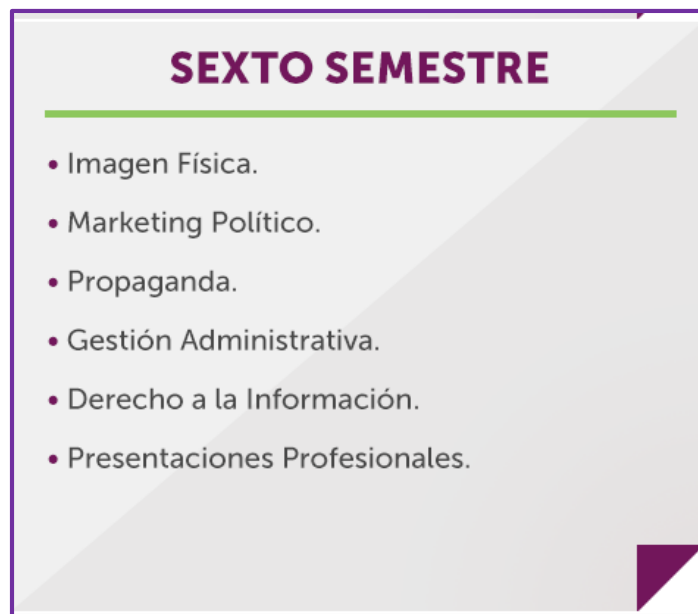 SEXTO SEMESTRE
• Imagen Física.
• Marketing Político.
• Propaganda.
• Gestión Administrativa.
• Derecho a la Información.
• Presentaciones Profesionales.